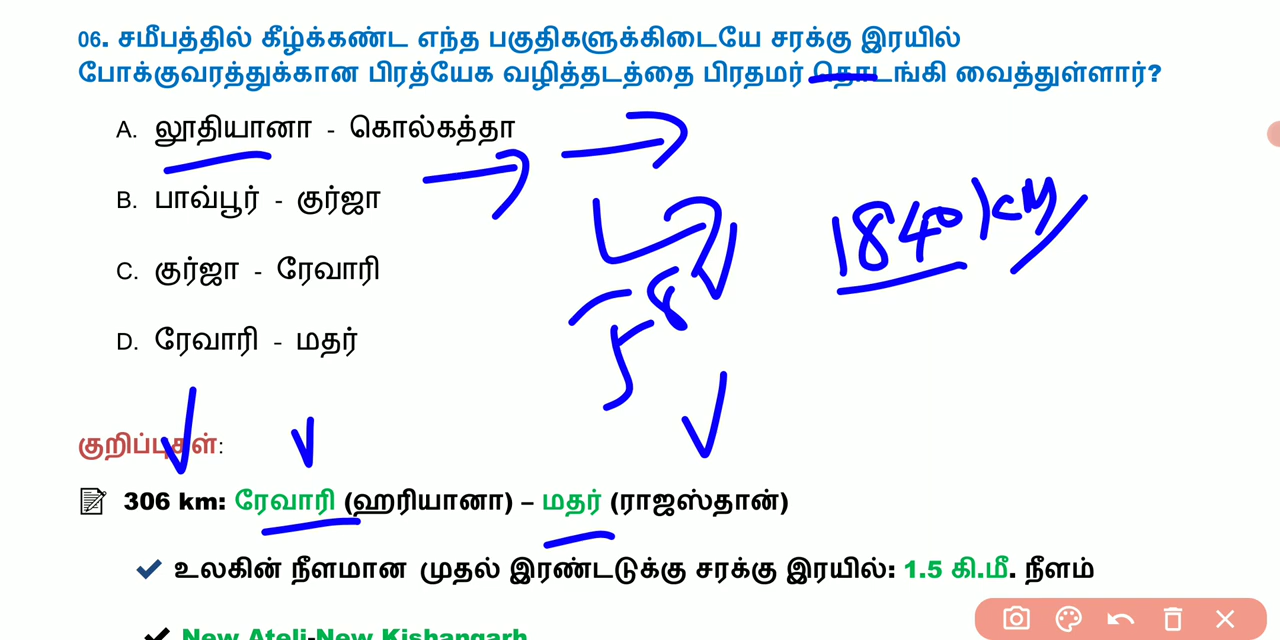 06. சமீபத்தில் கீழ்க்கண்ட எந்த பகுதிகளுக்கிடையே சரக்கு இரயில்
போக்குவரத்துக்கான பிரத்யேக வழித்தடத்தை பிரதமர் தொடங்கி வைத்துள்ளார்?
A. லூதியானா - கொல்கத்தா
B. பாவ்பூர் - குர்ஜா
1840 km
C. குர்ஜா - ரேவாரி
D. ரேவாரி - மதர்
குறிப்புகள்:
306 km: ரேவாரி (ஹரியானா) – மதர் (ராஜஸ்தான்)
✓ உலகின் நீளமான முதல் இரண்டடுக்கு சரக்கு இரயில்: 1.5 கி.மீ. நீளம்
✓ New Ateli-New Kishangarh